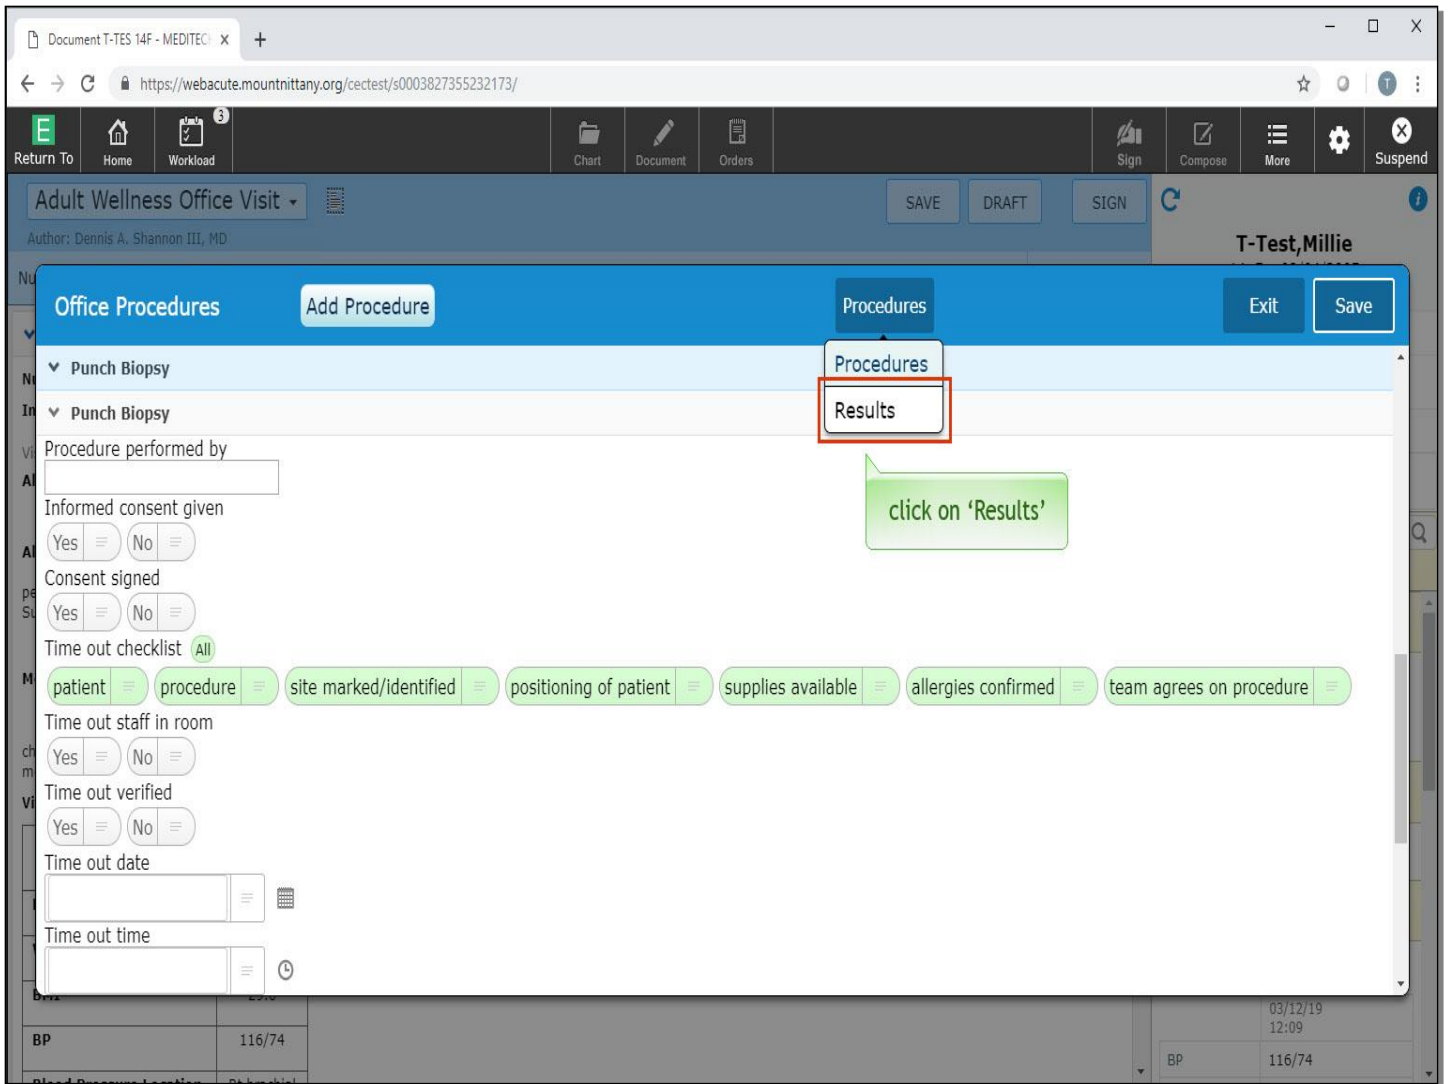 Document T-TES 14F - MEDITEC
https://webacute.mountnittany.org/cectest/s0003827355232173/
T
E
3
Return To Home Workload Chart Document Orders Sign Compose More Suspend
Adult Wellness Office Visit
SAVE DRAFT SIGN
Author: Dennis A. Shannon III, MD
T-Test,Millie
Office Procedures Add Procedure Procedures Exit Save
Procedures
Results
click on ‘Results’
Punch Biopsy
Punch Biopsy
Procedure performed by
Informed consent given
Yes No
Consent signed
Yes No
Time out checklist All
patient procedure site marked/identified positioning of patient supplies available allergies confirmed team agrees on procedure
Time out staff in room
Yes No
Time out verified
Yes No
Time out date
Time out time
03/12/19
12:09
BP 116/74
BP 116/74